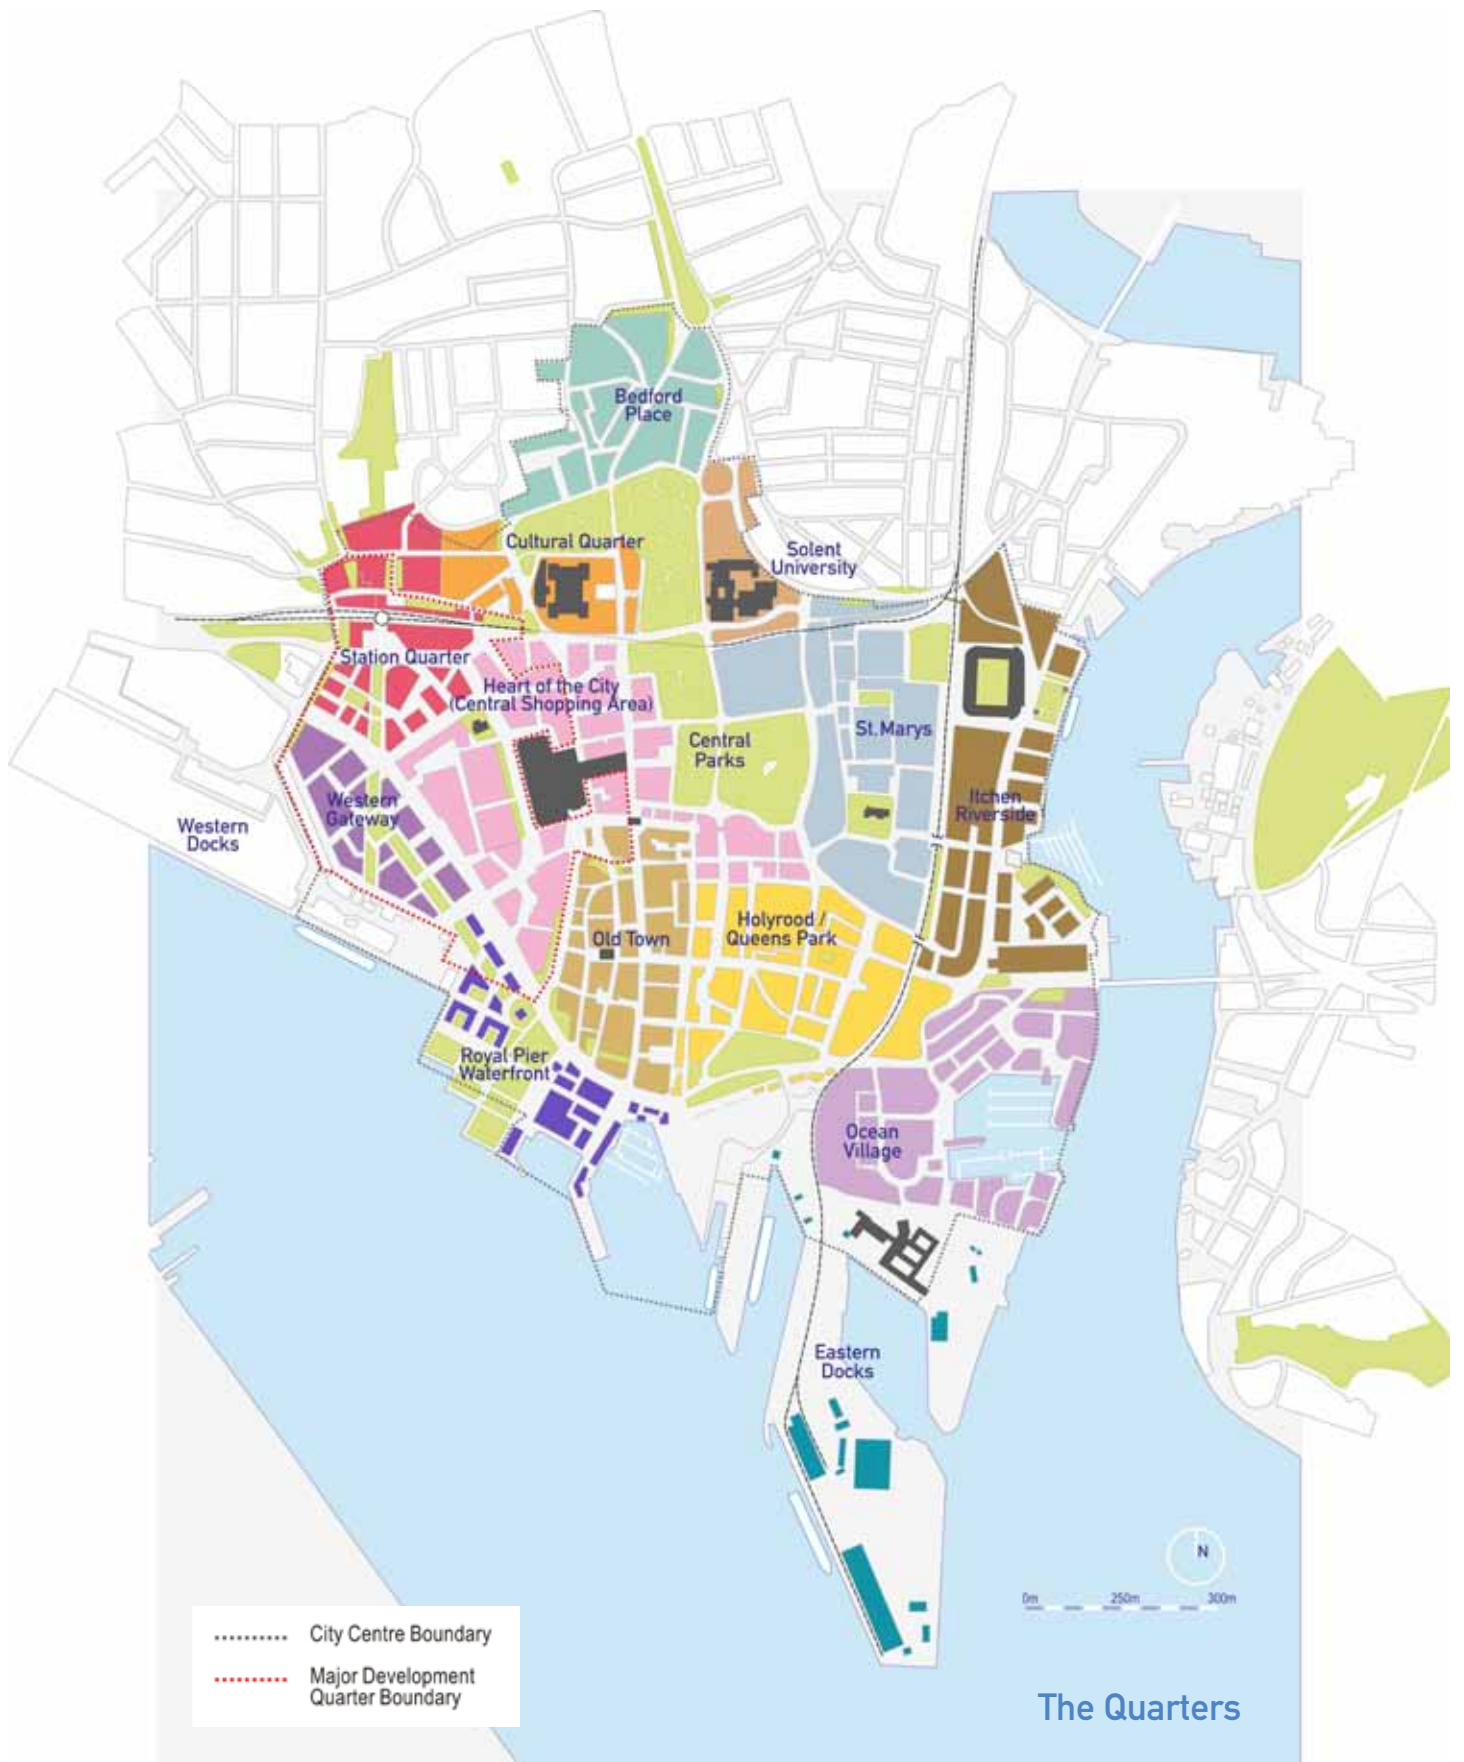 Bedford
Place
Cultural Quarter
Solent
University
Station Quarter
Heart of the City
(Central Shopping Area)
St.Marys
Central
Parks
Western
Gateway
Itchen
Riverside
Western
Docks
Old Town
Holyrood /
Queens Park
Royal Pier
Waterfront
Ocean
Village
Eastern
Docks
N
0m 250m 300m
City Centre Boundary
Major Development
Quarter Boundary
The Quarters